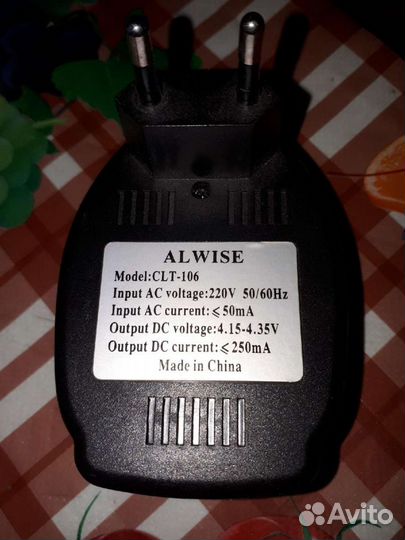 ALWISE
Model:CLT-106
Input AC voltage:220V 50/60Hz
Input AC current:⩽50mA
Output DC voltage:4.15-4.35V
Output DC current:⩽250mA
Made in China
Avito